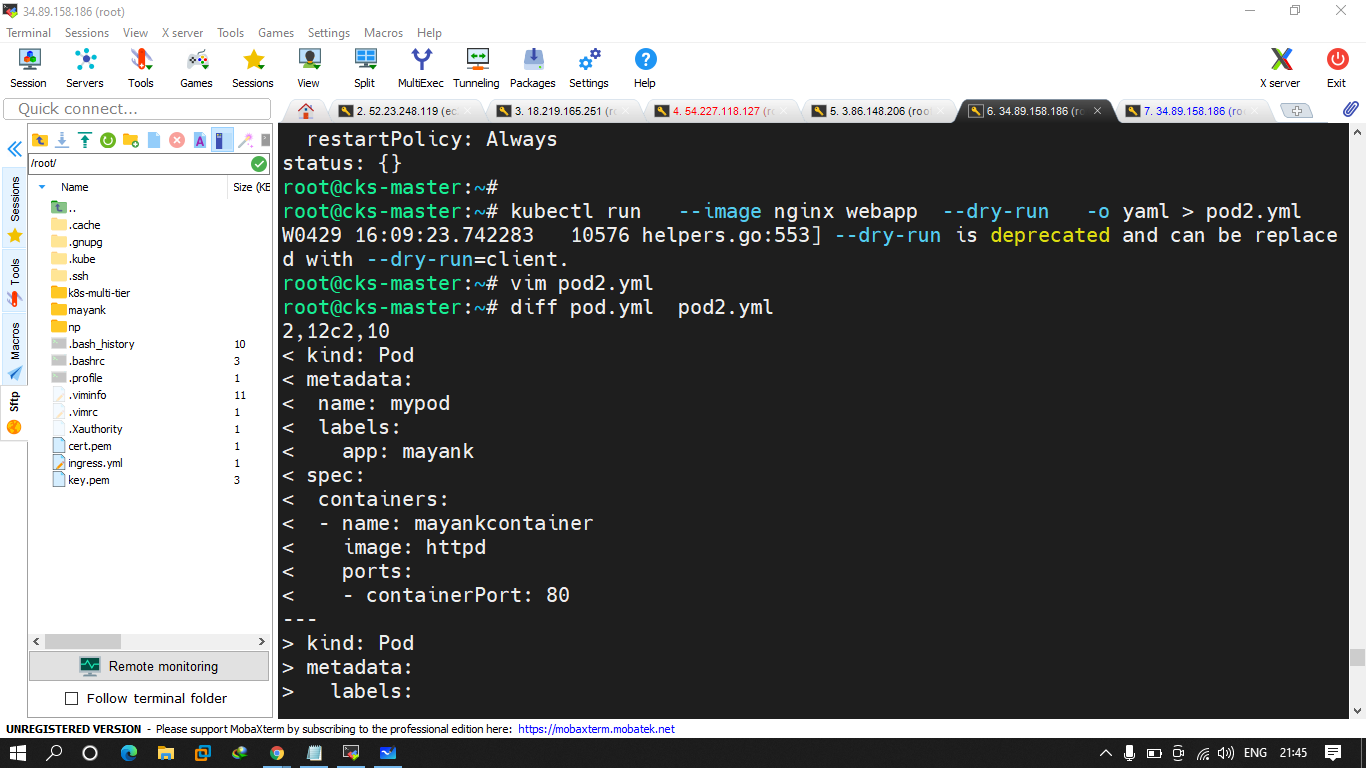 34.89.158.186 (root)
Terminal Sessions View X server Tools Games Settings Macros Help
Session Servers Tools Games Sessions View Split MultiExec Tunneling Packages Settings Help X server Exit
Quick connect...
2. 52.23.248.119 (ec
3. 18.219.165.251 (ro
4. 54.227.118.127 (ro
5. 3.86.148.206 (root
6. 34.89.158.186 (ro
7. 34.89.158.186 (ro
Sessions
Tools
Macros
Sftp
/root/
Name Size (KB
..
.cache
.gnupg
.kube
.ssh
k8s-multi-tier
mayank
np
.bash_history 10
.bashrc 3
.profile 1
.viminfo 11
.vimrc 1
.Xauthority 1
cert.pem 1
ingress.yml 1
key.pem 3
Remote monitoring
Follow terminal folder
  restartPolicy: Always
status: {}
root@cks-master:~#
root@cks-master:~# kubectl run   --image nginx webapp  --dry-run   -o yaml > pod2.yml
W0429 16:09:23.742283   10576 helpers.go:553] --dry-run is deprecated and can be replace
d with --dry-run=client.
root@cks-master:~# vim pod2.yml
root@cks-master:~# diff pod.yml  pod2.yml
2,12c2,10
< kind: Pod
< metadata:
<  name: mypod
<  labels:
<    app: mayank
< spec:
<  containers:
<  - name: mayankcontainer
<    image: httpd
<    ports:
<    - containerPort: 80
---
> kind: Pod
> metadata:
>   labels:
UNREGISTERED VERSION - Please support MobaXterm by subscribing to the professional edition here: https://mobaxterm.mobatek.net
ENG 21:45